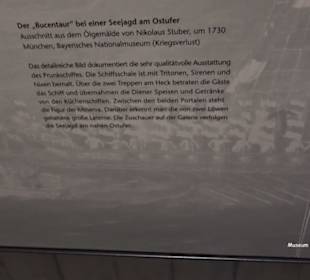 Der „Bucentaur" bei einer Seejagd am Ostufer
Ausschnitt aus dem Ölgemälde von Nikolaus Stuber, um 1730
München, Bayerisches Nationalmuseum (Kriegsverlust)
Das detailreiche Bild dokumentiert die sehr qualitätvolle Ausstattung
des Prunkschiffes. Die Schiffsschale ist mit Tritonen, Sirenen und
Nixen bemalt. Über die zwei Treppen am Heck betraten die Gäste
das Schiff und übernahmen die Diener Speisen und Getränke
von den Küchenschiffen. Zwischen den beiden Portalen steht
die Figur der Minerva. Darüber erkennt man die von zwei Löwen
gehaltene große Laterne. Die Zuschauer auf der Galerie verfolgen
die Seejagd am nahen Ostufer.
Museum